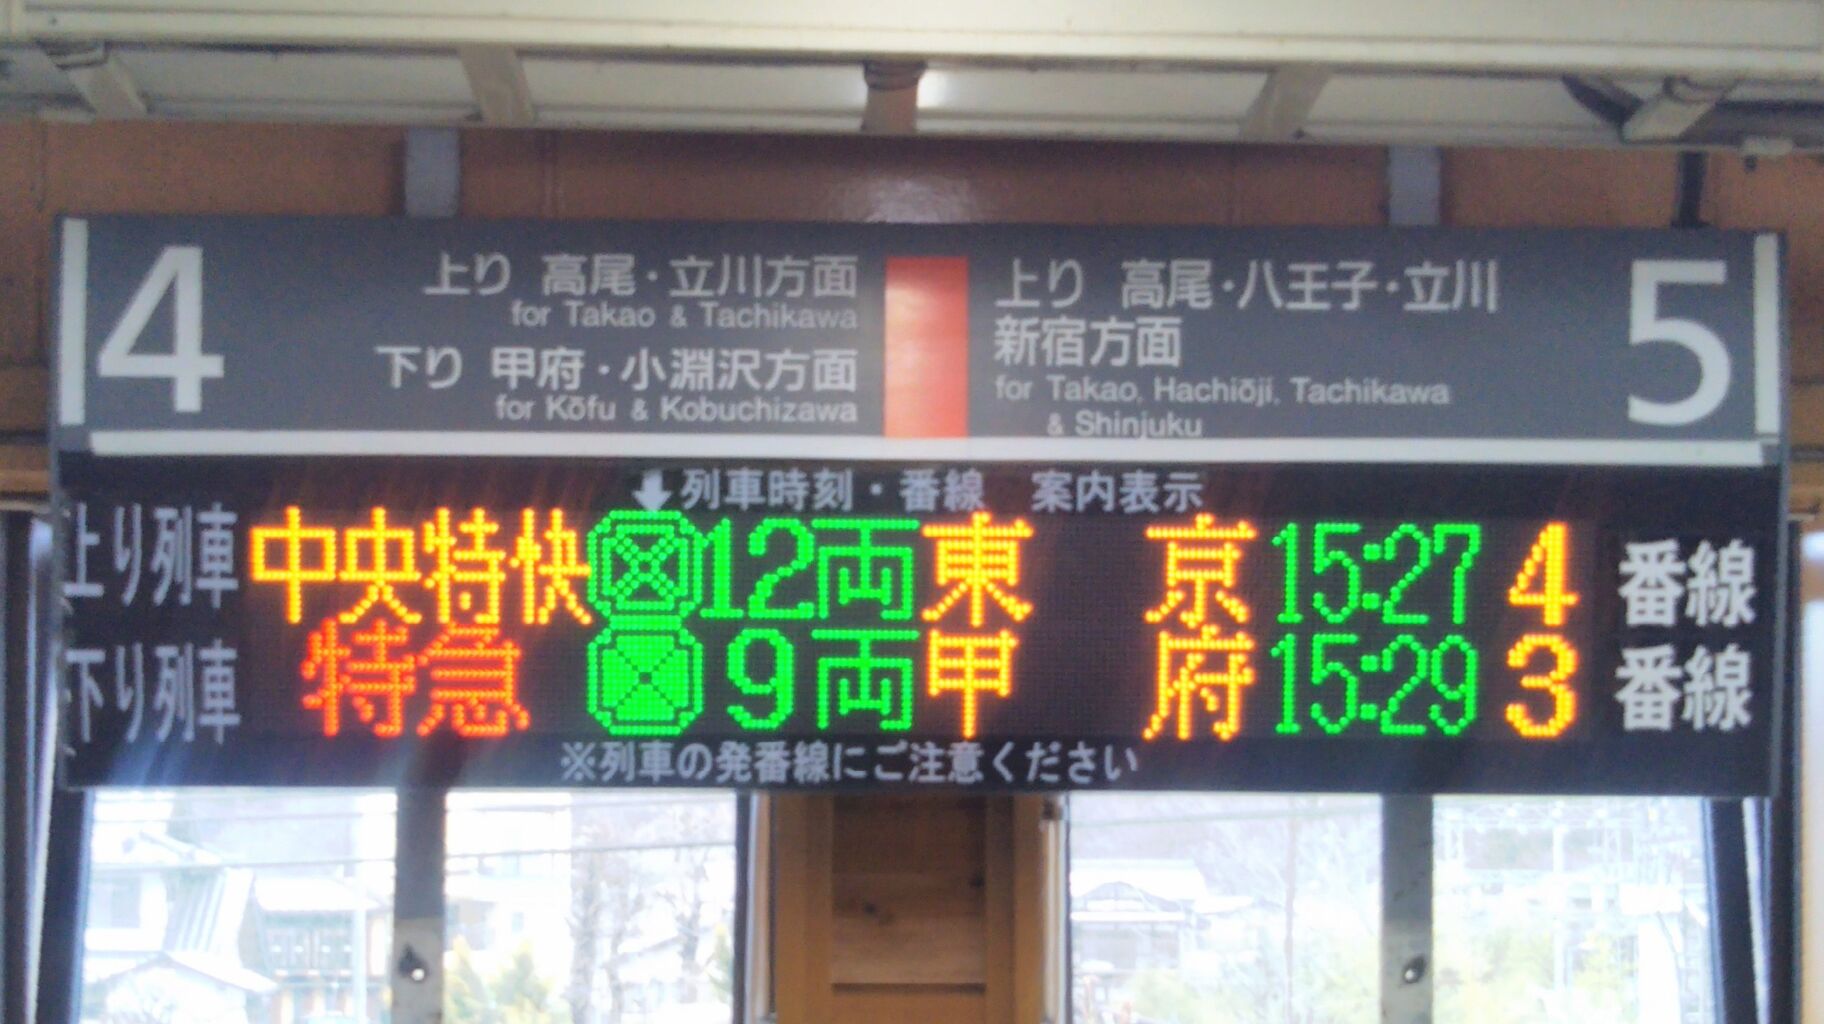 4
上り 高尾・立川方面
for Takao & Tachikawa
下り 甲府・小淵沢方面
for Kōfu & Kobuchizawa
上り 高尾・八王子・立川
新宿方面
for Takao, Hachiōji, Tachikawa
& Shinjuku
5
↓列車時刻・番線 案内表示
上り列車 中央特快 12両 東京 15:27 4 番線
下り列車 特急 9両 甲府 15:29 3 番線
※列車の発番線にご注意ください